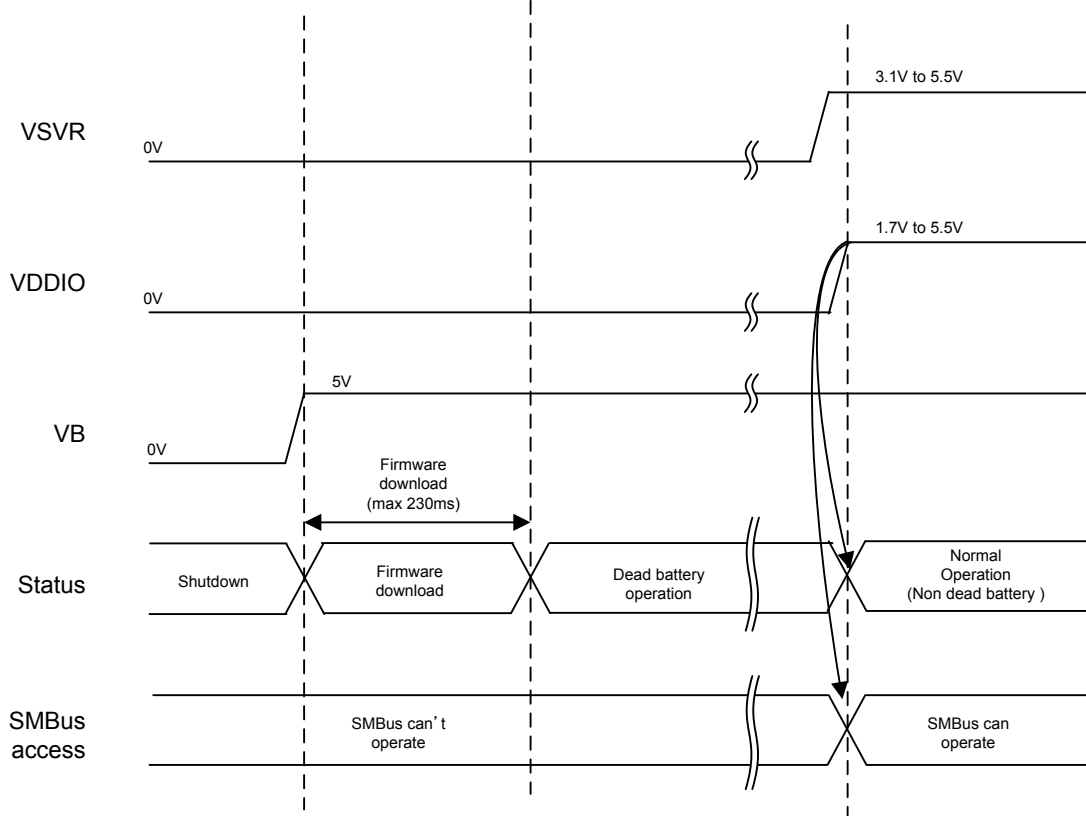 3.1V to 5.5V
VSVR
0V
1.7V to 5.5V
VDDIO
0V
5V
VB
0V
Firmware
download
(max 230ms)
Status
Shutdown
Firmware
download
Dead battery
operation
Normal
Operation
(Non dead battery )
SMBus
access
SMBus can’t
operate
SMBus can
operate